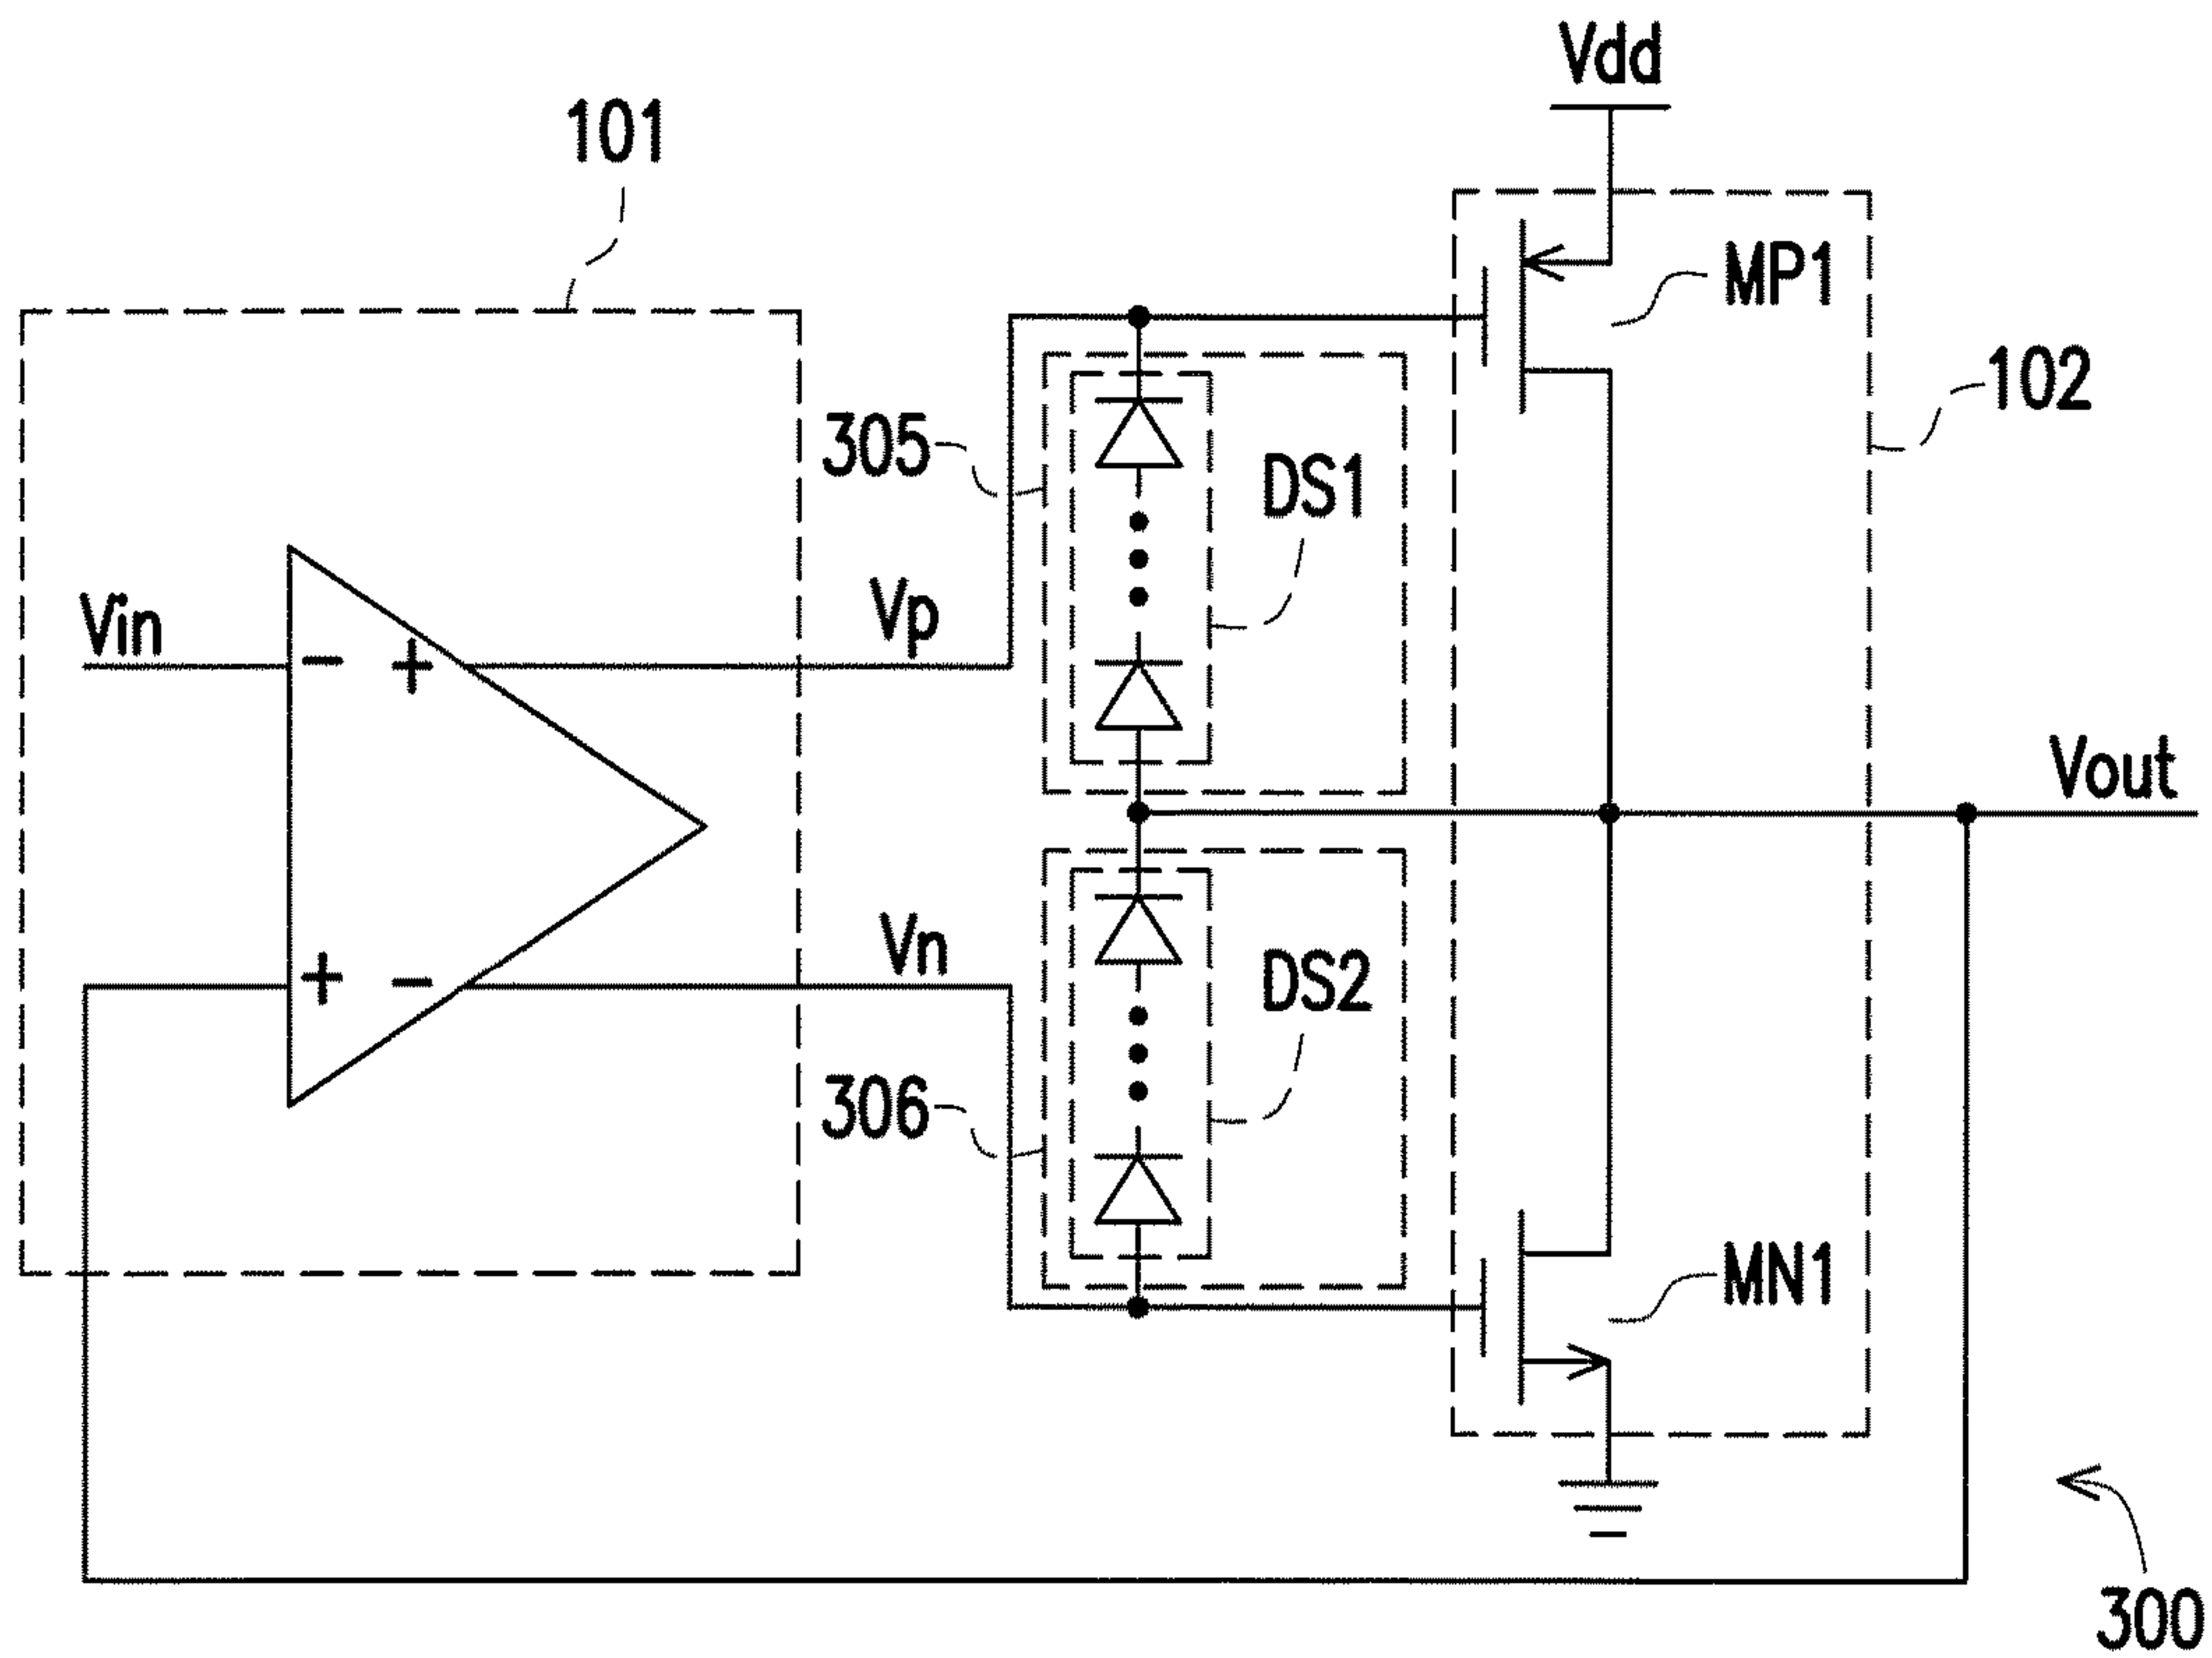 Vdd
101
MP1
102
305
DS1
Vin
-
+
Vp
Vout
+
-
Vn
DS2
306
MN1
300